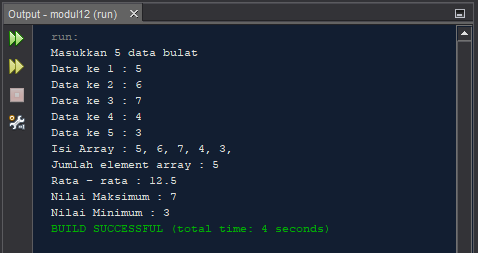 Output - modul12 (run)
run:
Masukkan 5 data bulat
Data ke 1 : 5
Data ke 2 : 6
Data ke 3 : 7
Data ke 4 : 4
Data ke 5 : 3
Isi Array : 5, 6, 7, 4, 3,
Jumlah element array : 5
Rata - rata : 12.5
Nilai Maksimum : 7
Nilai Minimum : 3
BUILD SUCCESSFUL (total time: 4 seconds)